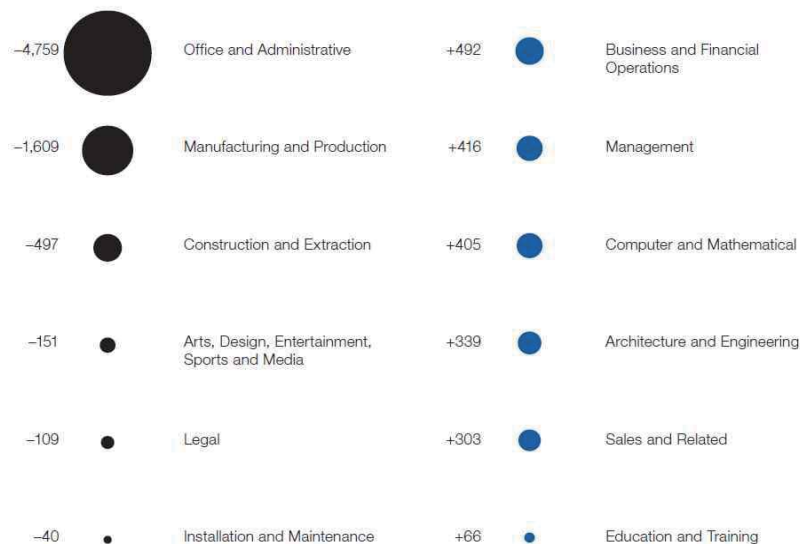 –4,759 Office and Administrative
+492 Business and Financial
Operations
–1,609 Manufacturing and Production
+416 Management
–497 Construction and Extraction
+405 Computer and Mathematical
–151 Arts, Design, Entertainment,
Sports and Media
+339 Architecture and Engineering
–109 Legal
+303 Sales and Related
–40 Installation and Maintenance
+66 Education and Training